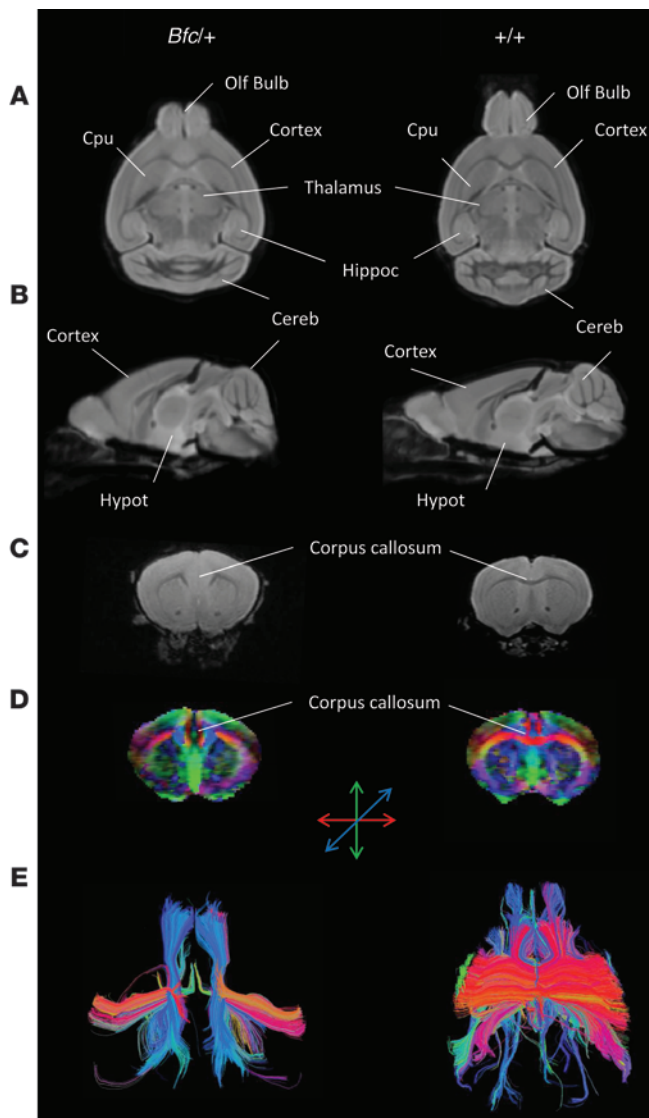 Bfc/+ +/+
A
Olf Bulb
Olf Bulb
Cpu
Cortex
Cpu
Cortex
Thalamus
Hippoc
B
Cereb
Cereb
Cortex
Cortex
Hypot
Hypot
C
Corpus callosum
D
Corpus callosum
E